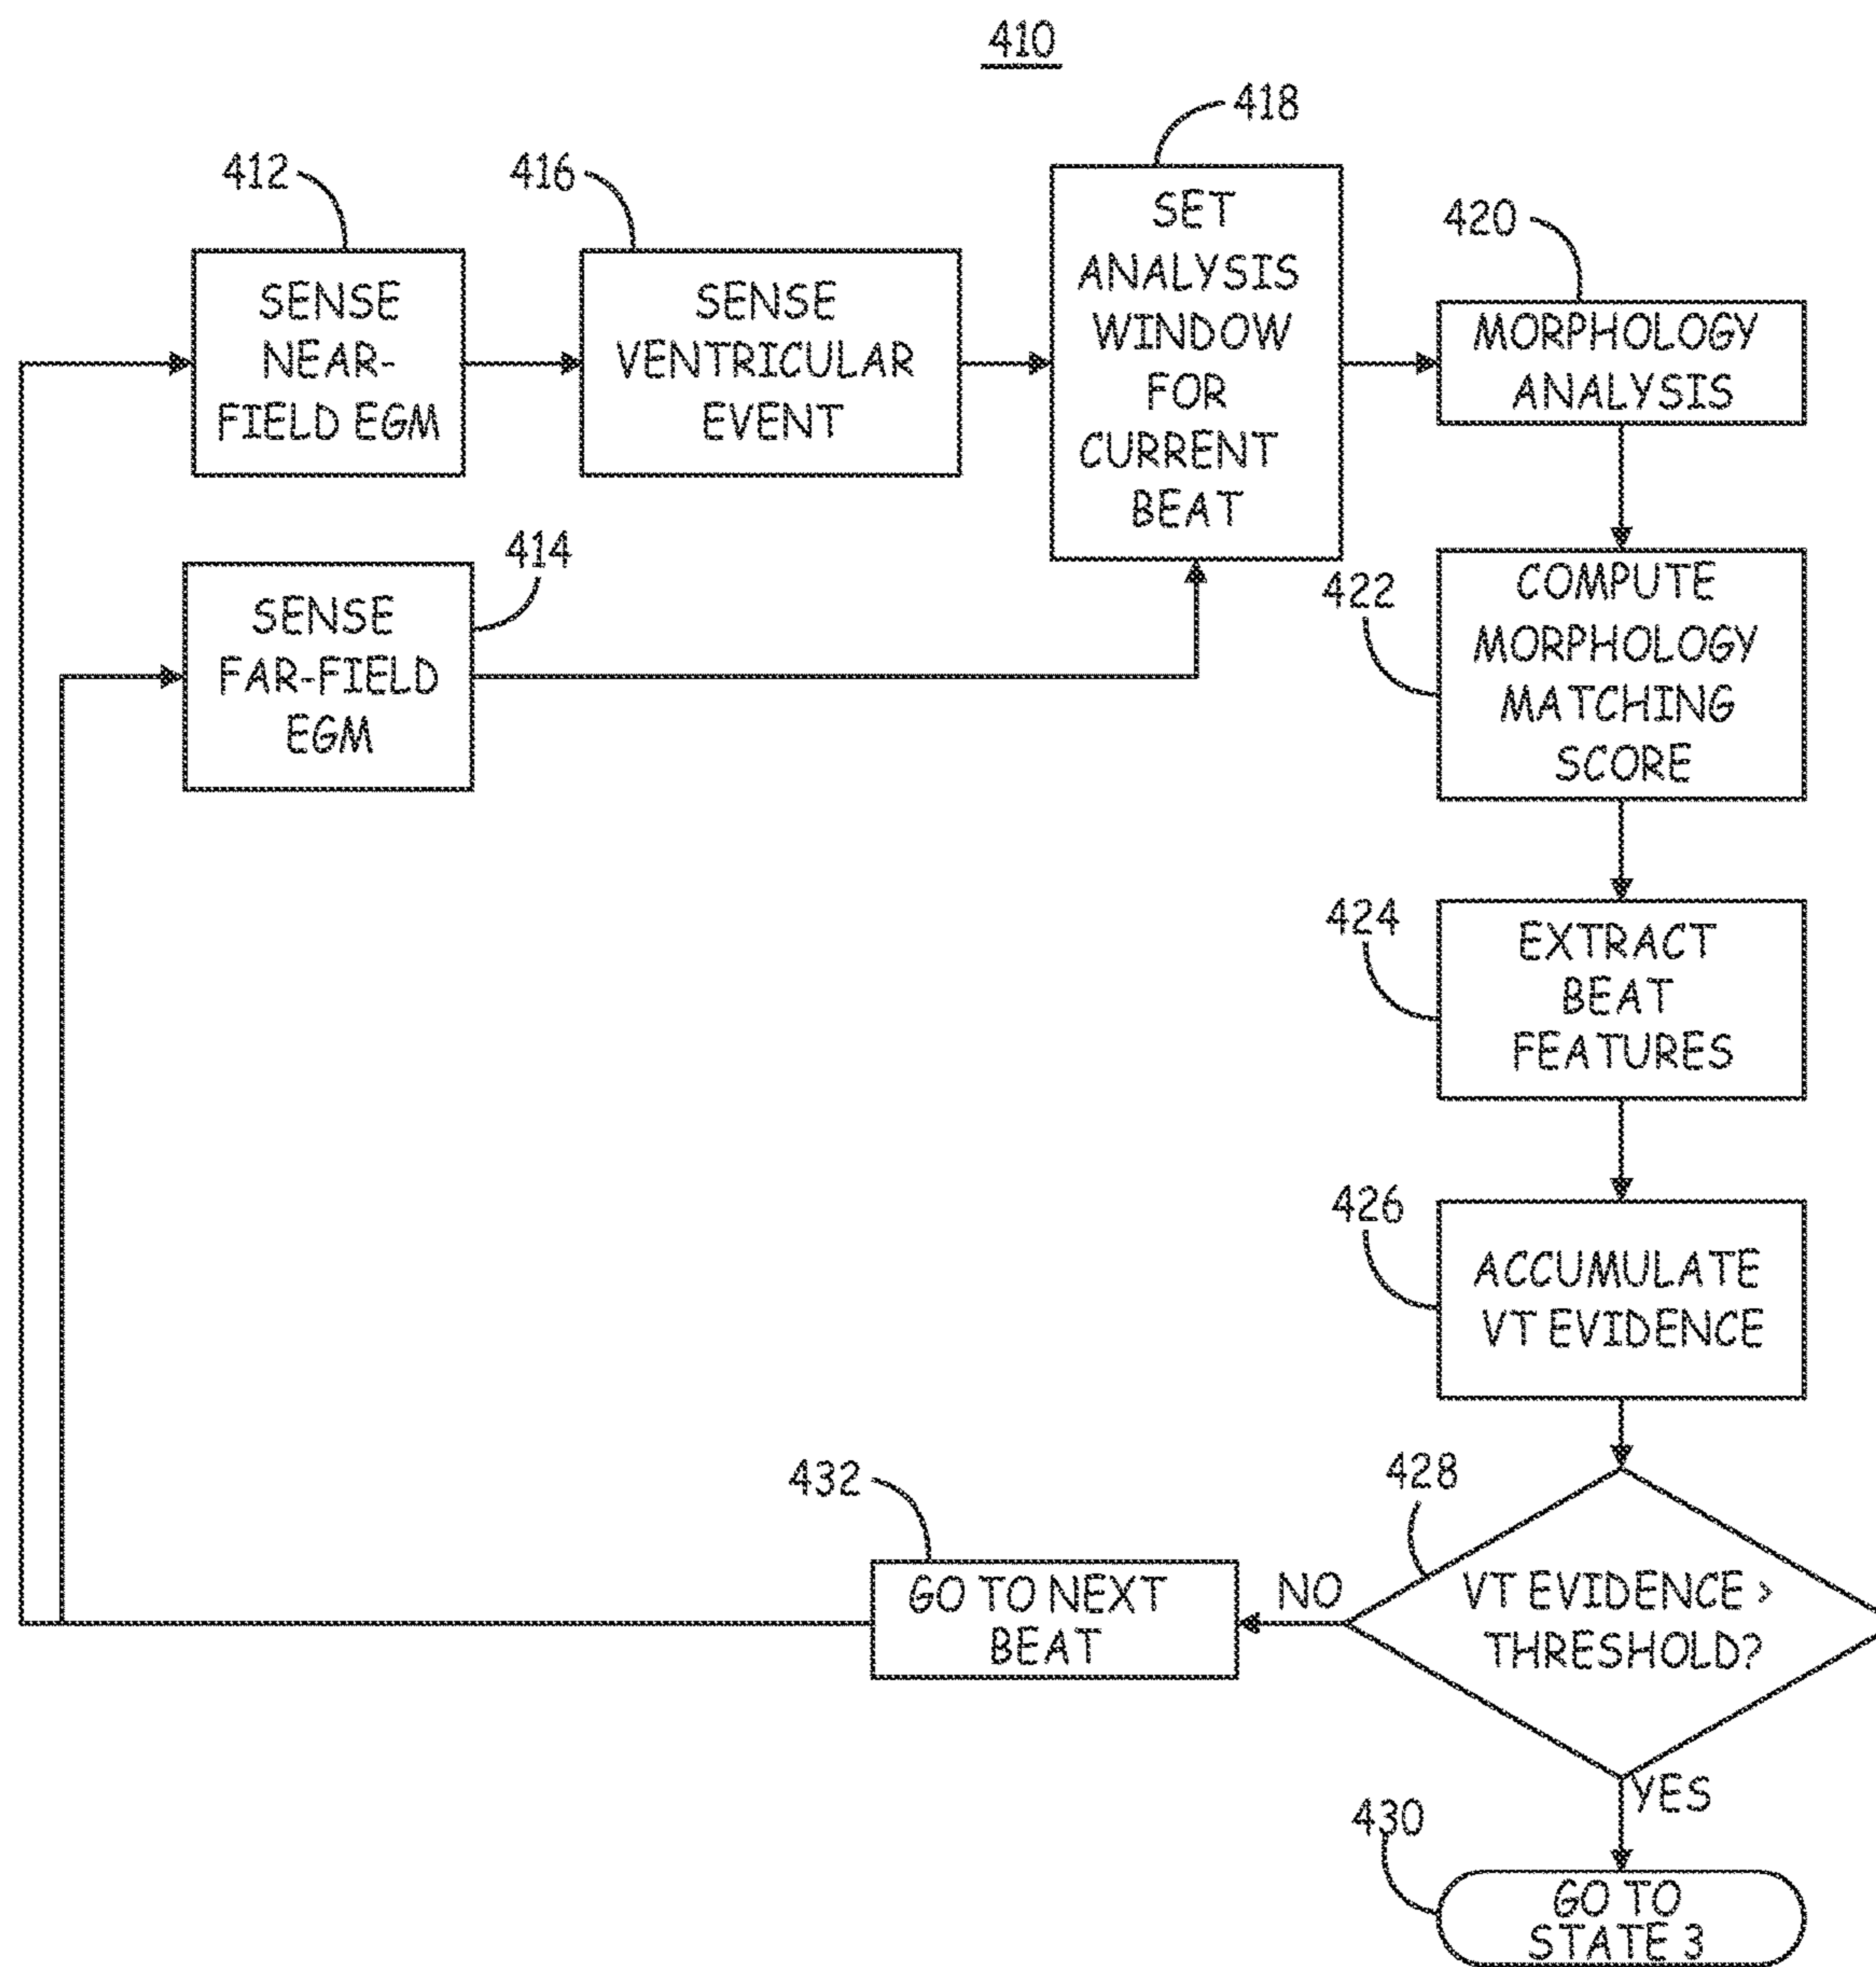 410
412
SENSE
NEAR-
FIELD EGM
416
SENSE
VENTRICULAR
EVENT
418
SET
ANALYSIS
WINDOW
FOR
CURRENT
BEAT
420
MORPHOLOGY
ANALYSIS
414
SENSE
FAR-FIELD
EGM
422
COMPUTE
MORPHOLOGY
MATCHING
SCORE
424
EXTRACT
BEAT
FEATURES
426
ACCUMULATE
VT EVIDENCE
428
VT EVIDENCE >
THRESHOLD?
NO
432
GO TO NEXT
BEAT
YES
430
GO TO
STATE 3